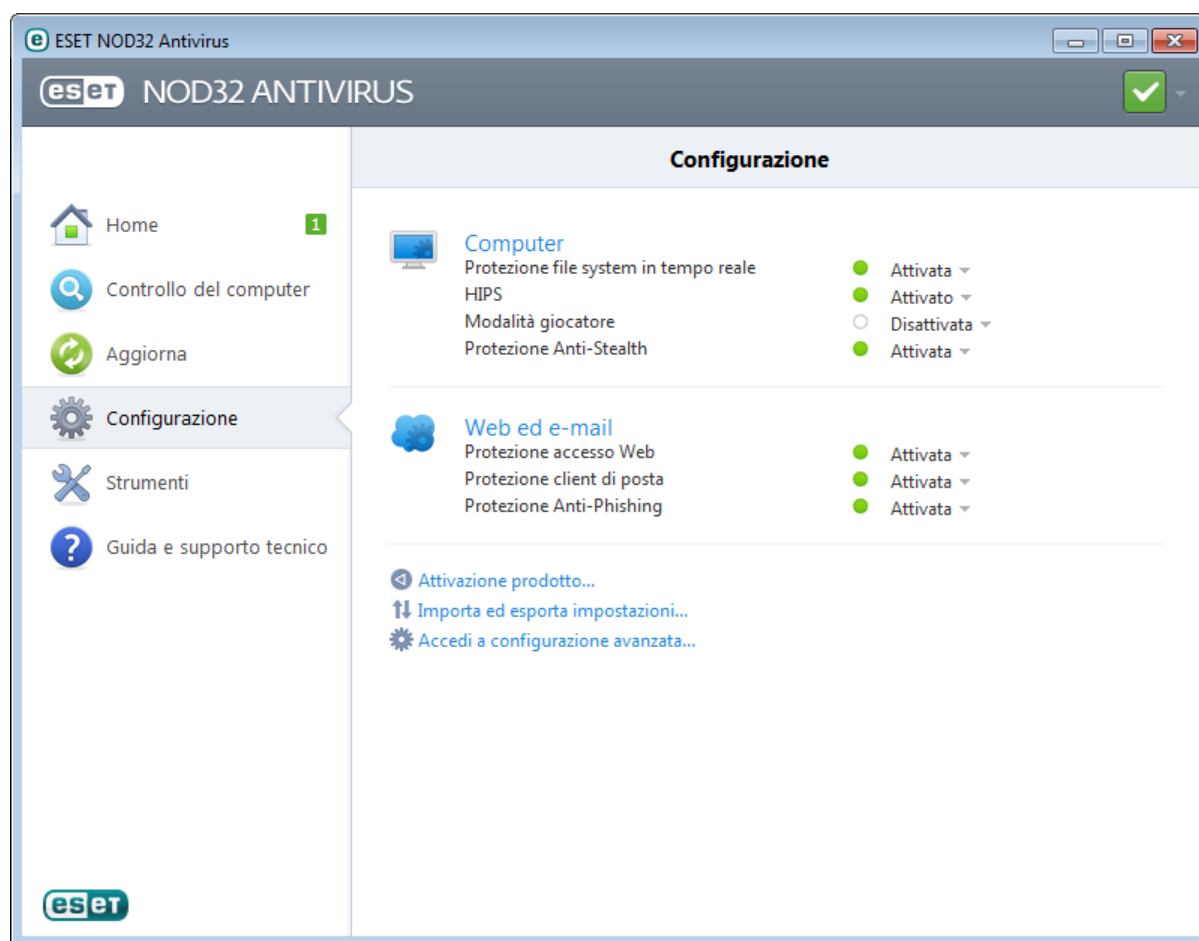 ESET NOD32 Antivirus
eseT NOD32 ANTIVIRUS
Configurazione
Home 1
Controllo del computer
Aggiorna
Configurazione
Strumenti
Guida e supporto tecnico
Computer
Protezione file system in tempo reale Attivata
HIPS Attivato
Modalità giocatore Disattivata
Protezione Anti-Stealth Attivata
Web ed e-mail
Protezione accesso Web Attivata
Protezione client di posta Attivata
Protezione Anti-Phishing Attivata
Attivazione prodotto...
Importa ed esporta impostazioni...
Accedi a configurazione avanzata...
eseT